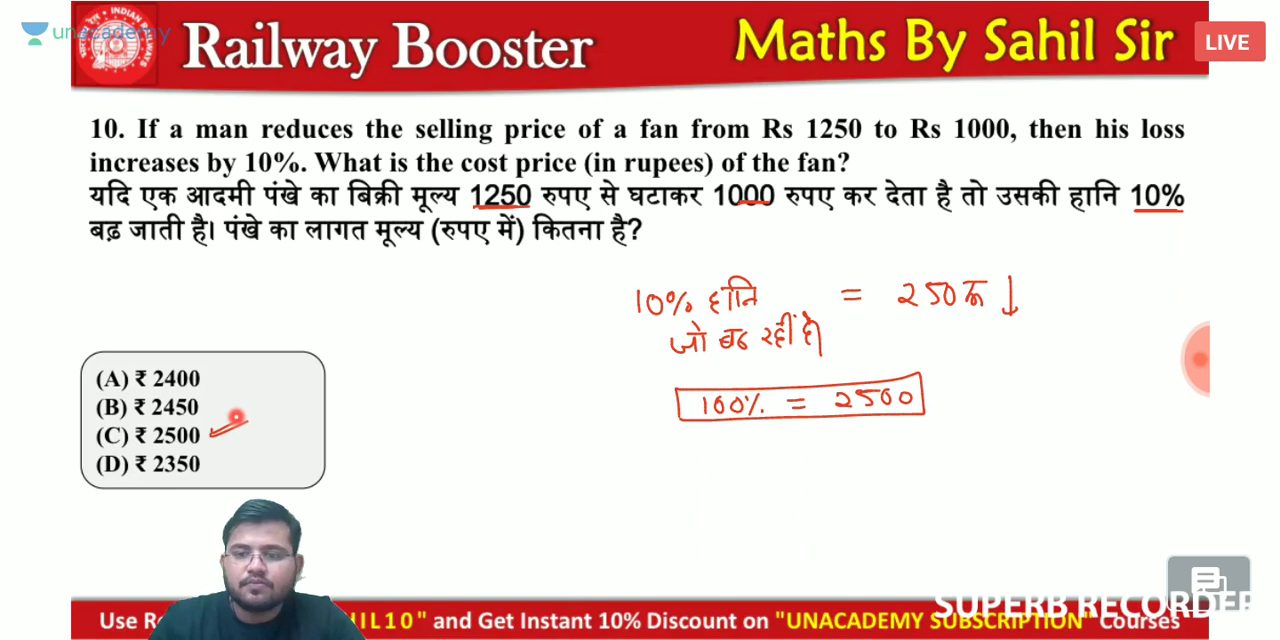 unacademy
Railway Booster
Maths By Sahil Sir
LIVE
10. If a man reduces the selling price of a fan from Rs 1250 to Rs 1000, then his loss
increases by 10%. What is the cost price (in rupees) of the fan?
यदि एक आदमी पंखे का बिक्री मूल्य 1250 रुपए से घटाकर 1000 रुपए कर देता है तो उसकी हानि 10%
बढ़ जाती है। पंखे का लागत मूल्य (रुपए में) कितना है?
10% हानि = 250रू ↓
जो बढ़ रही है
100% = 2500
(A) ₹ 2400
(B) ₹ 2450
(C) ₹ 2500
(D) ₹ 2350
SUPERB RECORDER
Use and Get Instant 10% Discount on "UNACADEMY SUBSCRIPTION" Courses